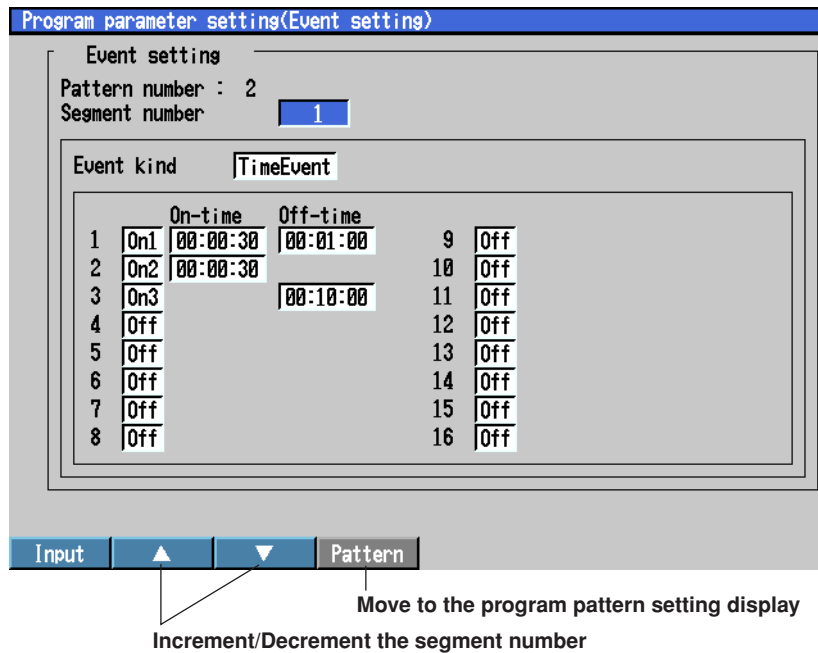 Program parameter setting(Event setting)
Event setting
Pattern number : 2
Segment number 1
Event kind TimeEvent
On-time Off-time
1 On1 00:00:30 00:01:00 9 Off
2 On2 00:00:30 10 Off
3 On3 00:10:00 11 Off
4 Off 12 Off
5 Off 13 Off
6 Off 14 Off
7 Off 15 Off
8 Off 16 Off
Input ▲ ▼ Pattern
Move to the program pattern setting display
Increment/Decrement the segment number